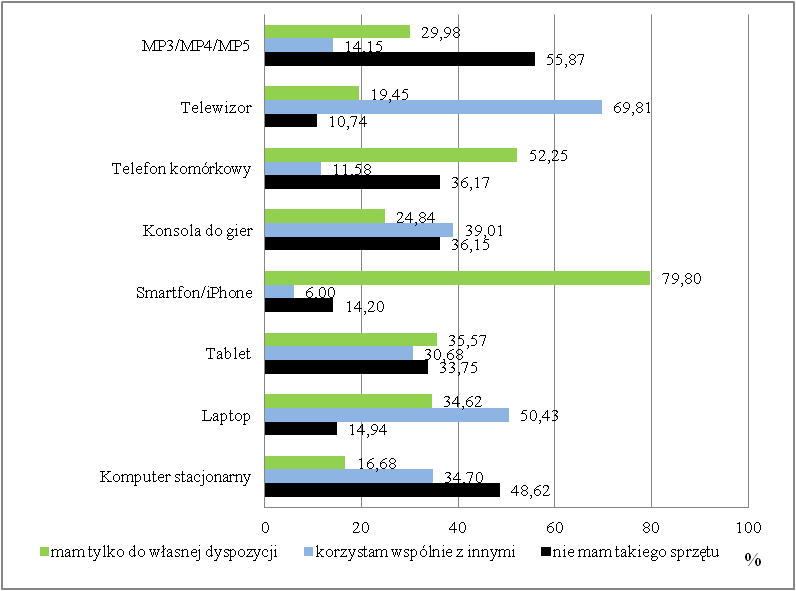 MP3/MP4/MP5
29,98
14,15
55,87
Telewizor
19,45
69,81
10,74
Telefon komórkowy
52,25
11,58
36,17
Konsola do gier
24,84
39,01
36,15
Smartfon/iPhone
79,80
6,00
14,20
Tablet
35,57
30,68
33,75
Laptop
34,62
50,43
14,94
Komputer stacjonarny
16,68
34,70
48,62
0 20 40 60 80 100
mam tylko do własnej dyspozycji korzystam wspólnie z innymi nie mam takiego sprzętu %